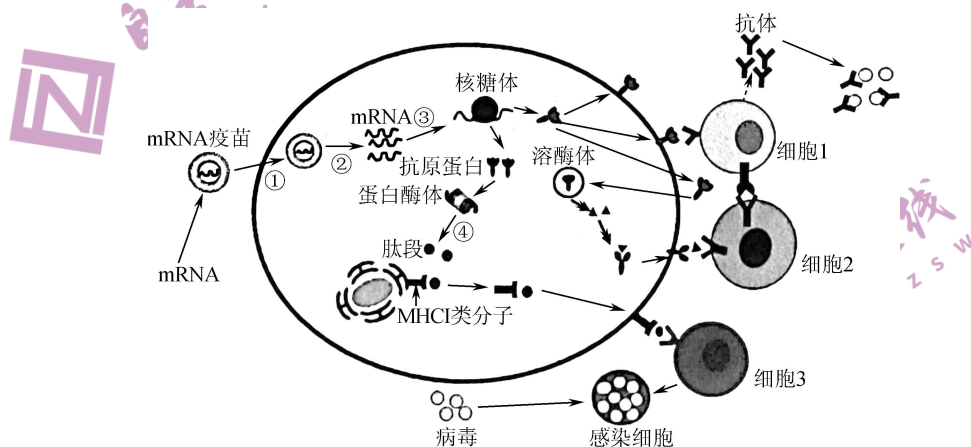 抗体
核糖体
mRNA③
mRNA疫苗
①
②
抗原蛋白
溶酶体
细胞1
蛋白酶体
④
肽段
细胞2
mRNA
MHCI类分子
细胞3
病毒
感染细胞
线
z s w